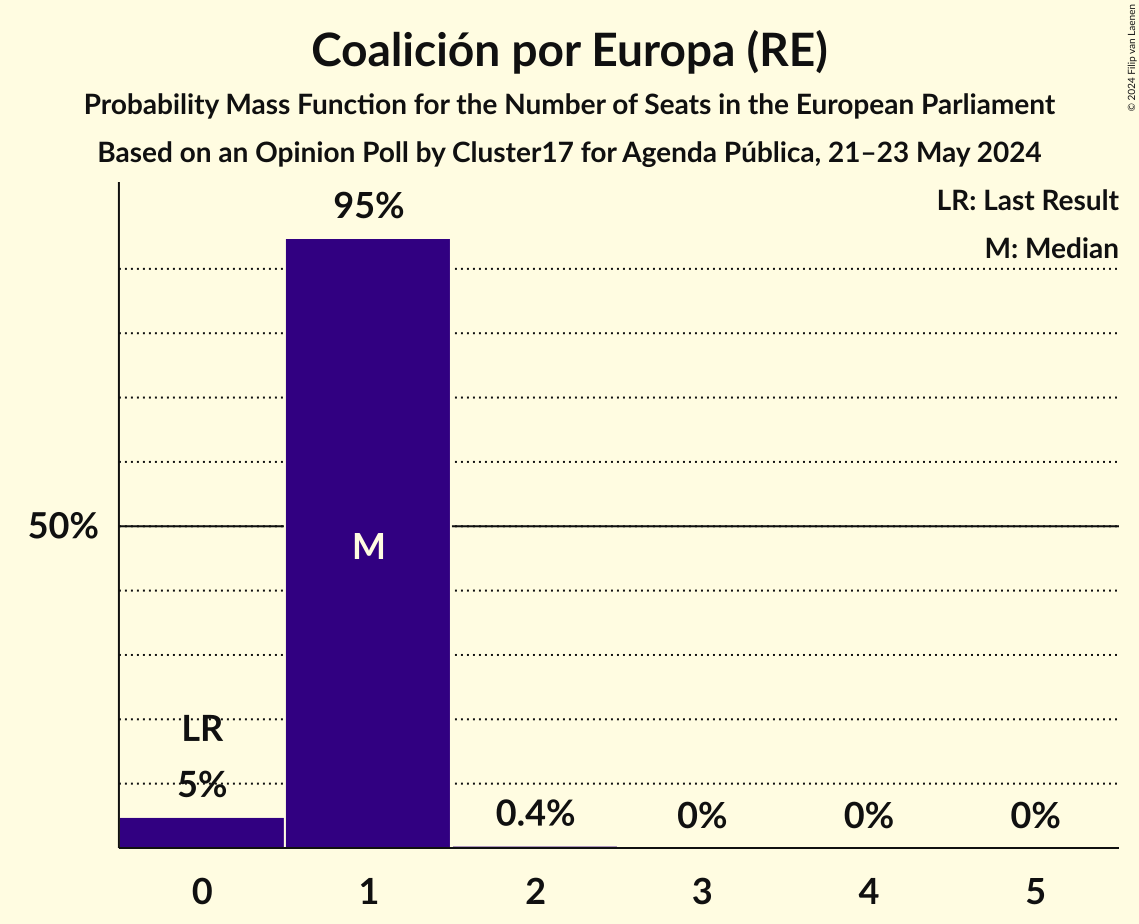 Coalición por Europa (RE)
Probability Mass Function for the Number of Seats in the European Parliament
Based on an Opinion Poll by Cluster17 for Agenda Pública, 21–23 May 2024
© 2024 Filip van Laenen
LR: Last Result
M: Median
95%
50%
M
LR
5%
0.4%
0%
0%
0%
0
1
2
3
4
5